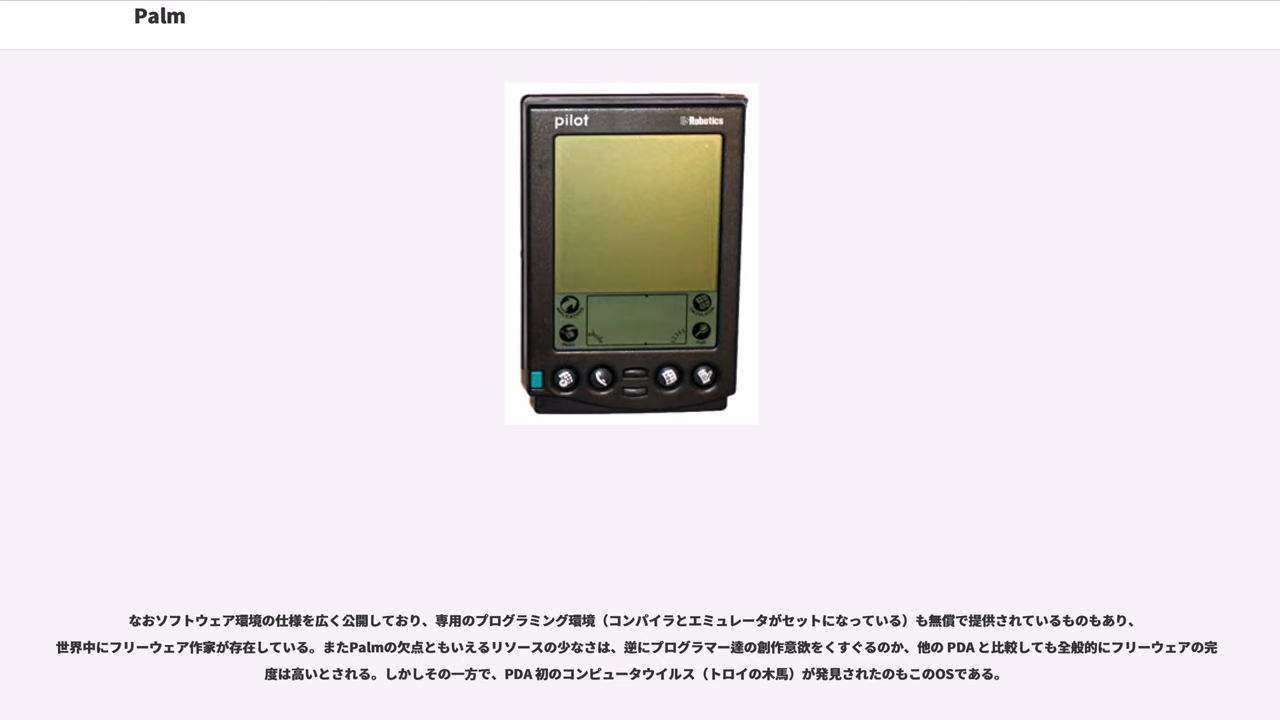 Palm
pilot
Robotics
なおソフトウェア環境の仕様を広く公開しており、専用のプログラミング環境（コンパイラとエミュレータがセットになっている）も無償で提供されているものもあり、
世界中にフリーウェア作家が存在している。またPalmの欠点ともいえるリソースの少なさは、逆にプログラマー達の創作意欲をくすぐるのか、他の PDA と比較しても全般的にフリーウェアの完
度は高いとされる。しかしその一方で、PDA 初のコンピュータウイルス（トロイの木馬）が発見されたのもこのOSである。